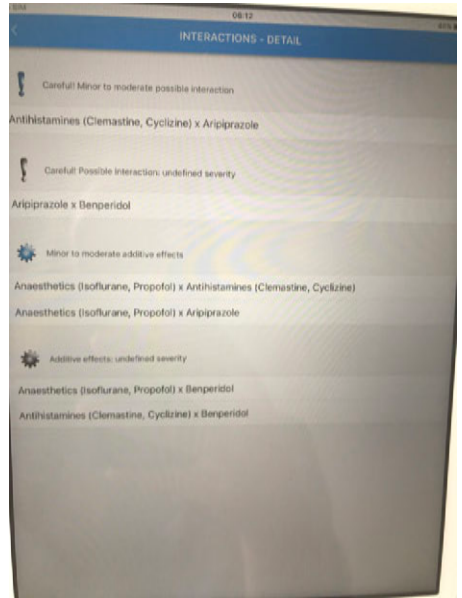 08:12
INTERACTIONS - DETAIL
Careful! Minor to moderate possible interaction
Antihistamines (Clemastine, Cyclizine) x Aripiprazole
Careful! Possible interaction: undefined severity
Aripiprazole x Benperidol
Minor to moderate additive effects
Anaesthetics (Isoflurane, Propofol) x Antihistamines (Clemastine, Cyclizine)
Anaesthetics (Isoflurane, Propofol) x Aripiprazole
Additive effects: undefined severity
Anaesthetics (Isoflurane, Propofol) x Benperidol
Antihistamines (Clemastine, Cyclizine) x Benperidol